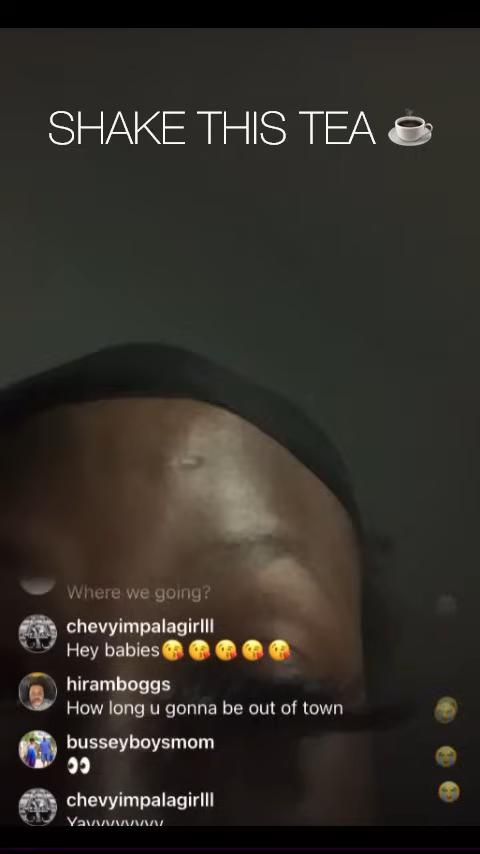 SHAKE THIS TEA ☕
Where we going?
chevyimpalagirlll
Hey babies😘😘😘😘😘
hiramboggs
How long u gonna be out of town
busseyboysmom
👀
chevyimpalagirlll
Yayyyyyyyy